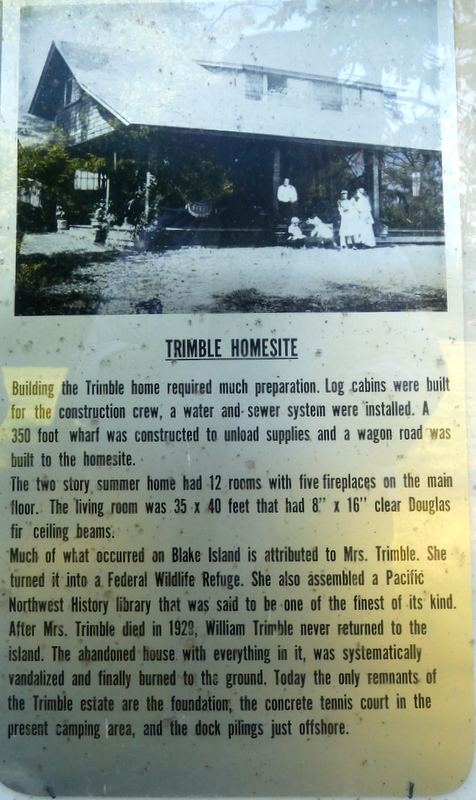 TRIMBLE HOMESITE
Building the Trimble home required much preparation. Log cabins were built
for the construction crew, a water and sewer system were installed. A
350 foot wharf was constructed to unload supplies and a wagon road was
built to the homesite.
The two story summer home had 12 rooms with five fireplaces on the main
floor. The living room was 35 x 40 feet that had 8" x 16" clear Douglas
fir ceiling beams.
Much of what occurred on Blake Island is attributed to Mrs. Trimble. She
turned it into a Federal Wildlife Refuge. She also assembled a Pacific
Northwest History library that was said to be one of the finest of its kind.
After Mrs. Trimble died in 1929, William Trimble never returned to the
island. The abandoned house with everything in it, was systematically
vandalized and finally burned to the ground. Today the only remnants of
the Trimble estate are the foundation, the concrete tennis court in the
present camping area, and the dock pilings just offshore.